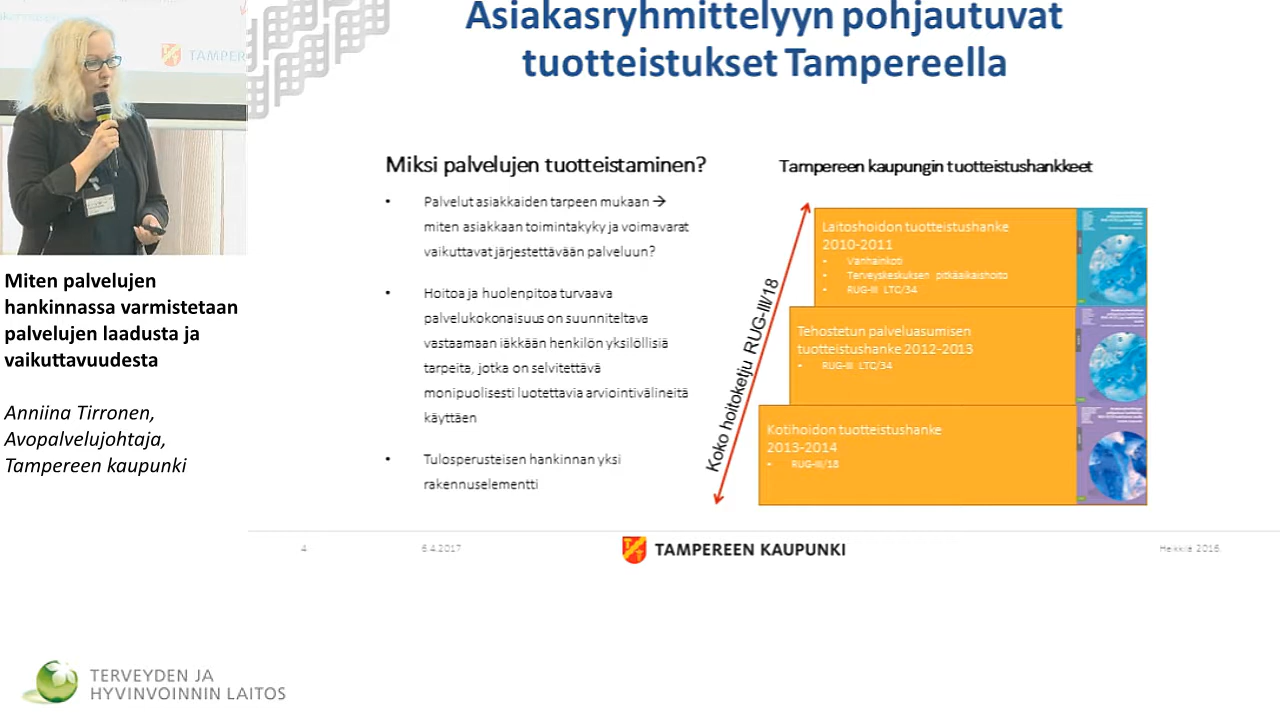 TAMPER
Miten palvelujen
hankinnassa varmistetaan
palvelujen laadusta ja
vaikuttavuudesta
Anniina Tirronen,
Avopalvelujohtaja,
Tampereen kaupunki
Asiakasryhmittelyyn pohjautuvat
tuotteistukset Tampereella
Miksi palvelujen tuotteistaminen?
• Palvelut asiakkaiden tarpeen mukaan →
miten asiakkaan toimintakyky ja voimavarat
vaikuttavat järjestettävään palveluun?
• Hoitoa ja huolenpitoa turvaava
palvelukokonaisuus on suunniteltava
vastaamaan iäkkään henkilön yksilöllisiä
tarpeita, jotka on selvitettävä
monipuolisesti luotettavia arviointivälineitä
käyttäen
• Tulosperusteisen hankinnan yksi
rakennuselementti
Tampereen kaupungin tuotteistushankkeet
Koko hoitoketju RUG-III/18
Laitoshoidon tuotteistushanke
2010-2011
• Vanhainkoti
• Terveyskeskuksen pitkäaikaishoito
• RUG-III LTC/34
Tehostetun palveluasumisen
tuotteistushanke 2012-2013
• RUG-III LTC/34
Kotihoidon tuotteistushanke
2013-2014
• RUG-III/18
4
6.4.2017
TAMPEREEN KAUPUNKI
2016.
TERVEYDEN JA
HYVINVOINNIN LAITOS